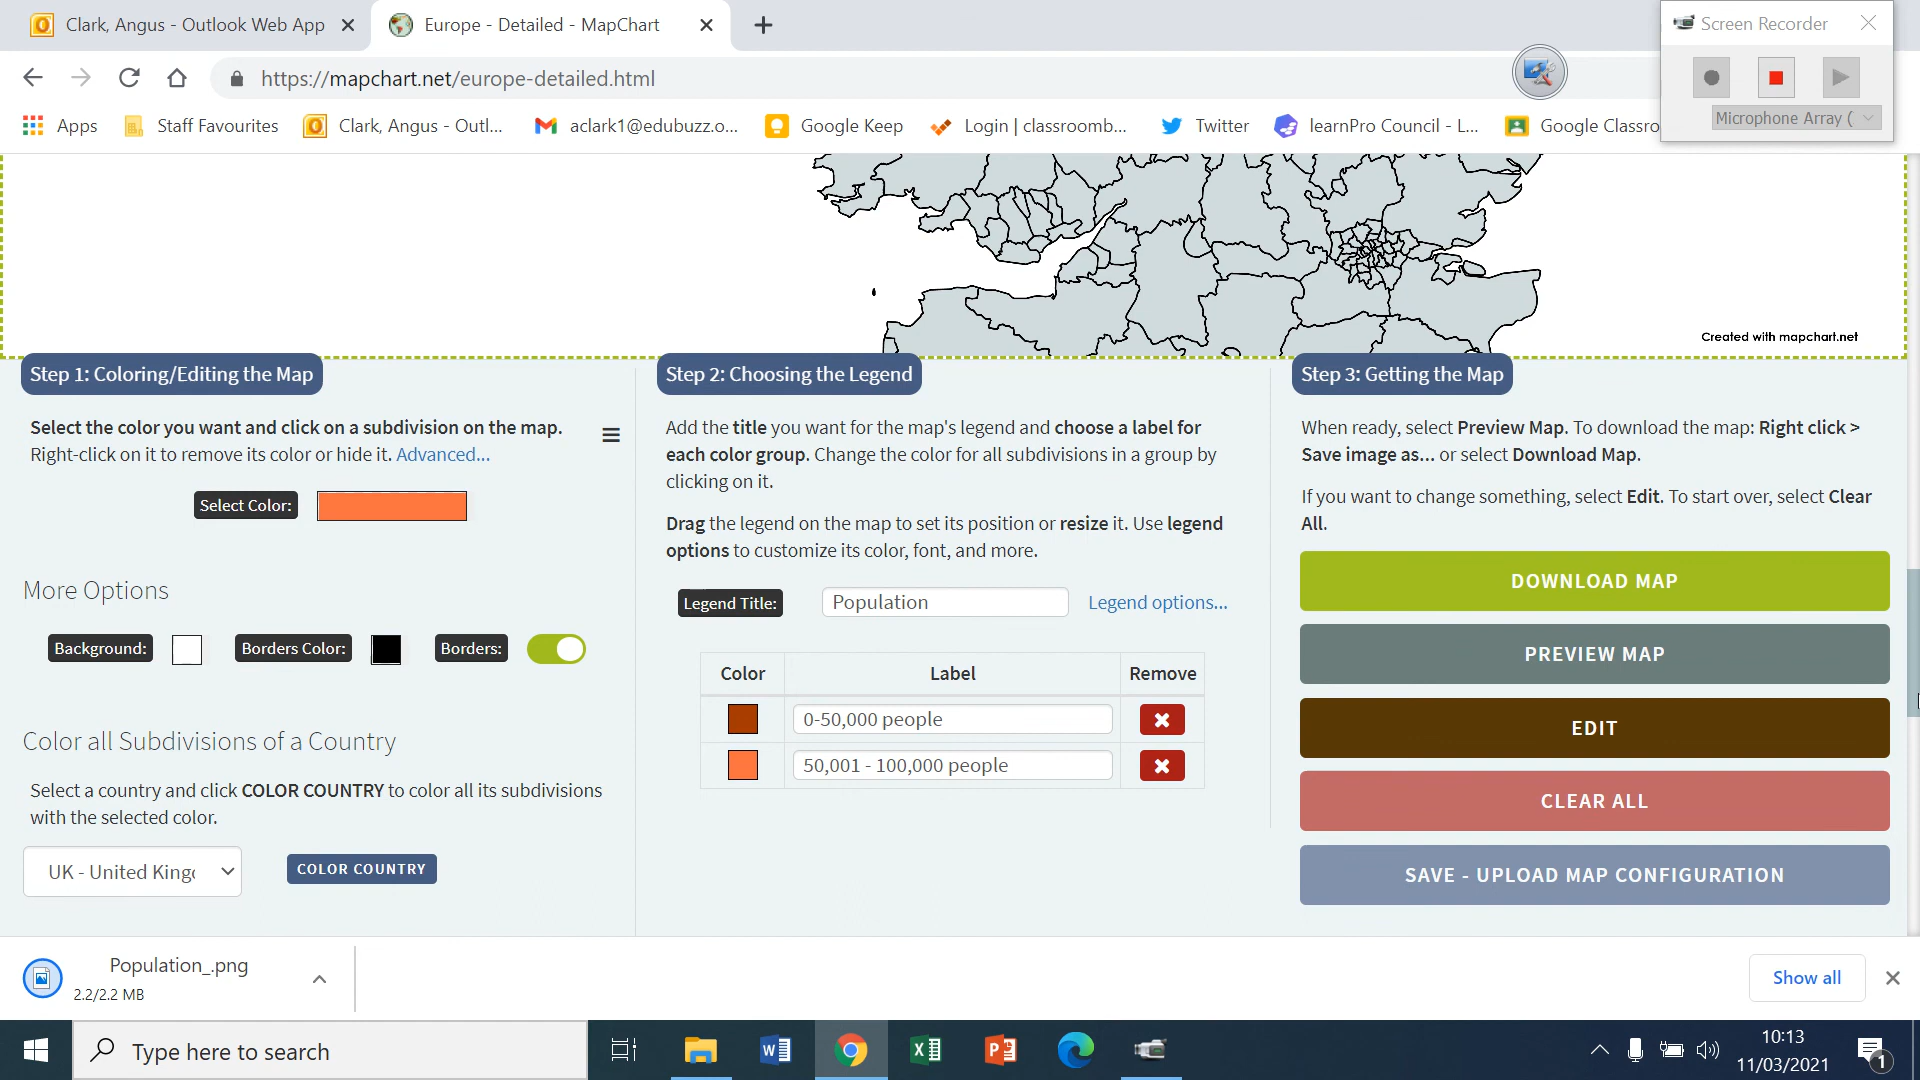 Clark, Angus - Outlook Web App
Europe - Detailed - MapChart
Screen Recorder
https://mapchart.net/europe-detailed.html
Microphone Array (
Apps
Staff Favourites
Clark, Angus - Outl...
aclark1@edubuzz.o...
Google Keep
Login | classroomb...
Twitter
learnPro Council - L...
Google Classro
Created with mapchart.net
Step 1: Coloring/Editing the Map
Select the color you want and click on a subdivision on the map.
Right-click on it to remove its color or hide it. Advanced...
Select Color:
More Options
Background:
Borders Color:
Borders:
Color all Subdivisions of a Country
Select a country and click COLOR COUNTRY to color all its subdivisions
with the selected color.
UK - United King
COLOR COUNTRY
Step 2: Choosing the Legend
Add the title you want for the map's legend and choose a label for
each color group. Change the color for all subdivisions in a group by
clicking on it.
Drag the legend on the map to set its position or resize it. Use legend
options to customize its color, font, and more.
Legend Title:
Population
Legend options...
Color
Label
Remove
0-50,000 people
50,001 - 100,000 people
Step 3: Getting the Map
When ready, select Preview Map. To download the map: Right click >
Save image as... or select Download Map.
If you want to change something, select Edit. To start over, select Clear
All.
DOWNLOAD MAP
PREVIEW MAP
EDIT
CLEAR ALL
SAVE - UPLOAD MAP CONFIGURATION
Population_.png
2.2/2.2 MB
Show all
Type here to search
10:13
11/03/2021
1